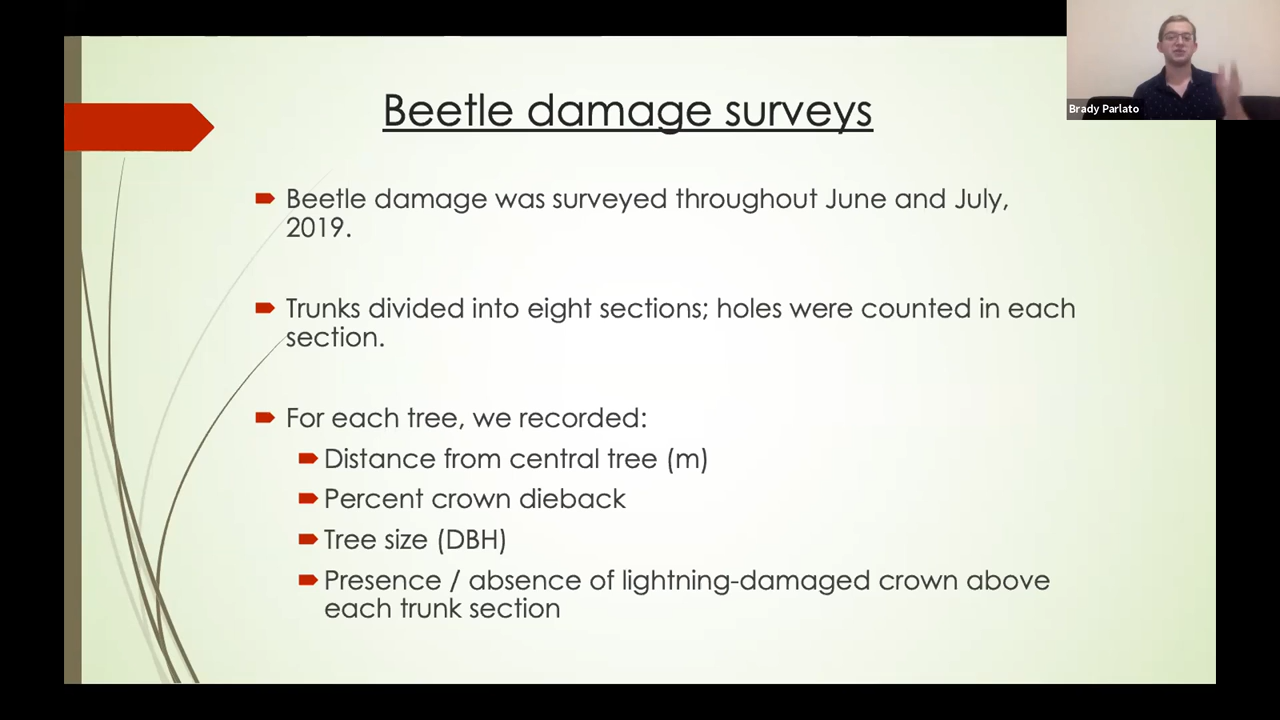 Beetle damage surveys
Brady Parlato
Beetle damage was surveyed throughout June and July,
2019.
Trunks divided into eight sections; holes were counted in each
section.
For each tree, we recorded:
Distance from central tree (m)
Percent crown dieback
Tree size (DBH)
Presence / absence of lightning-damaged crown above
each trunk section